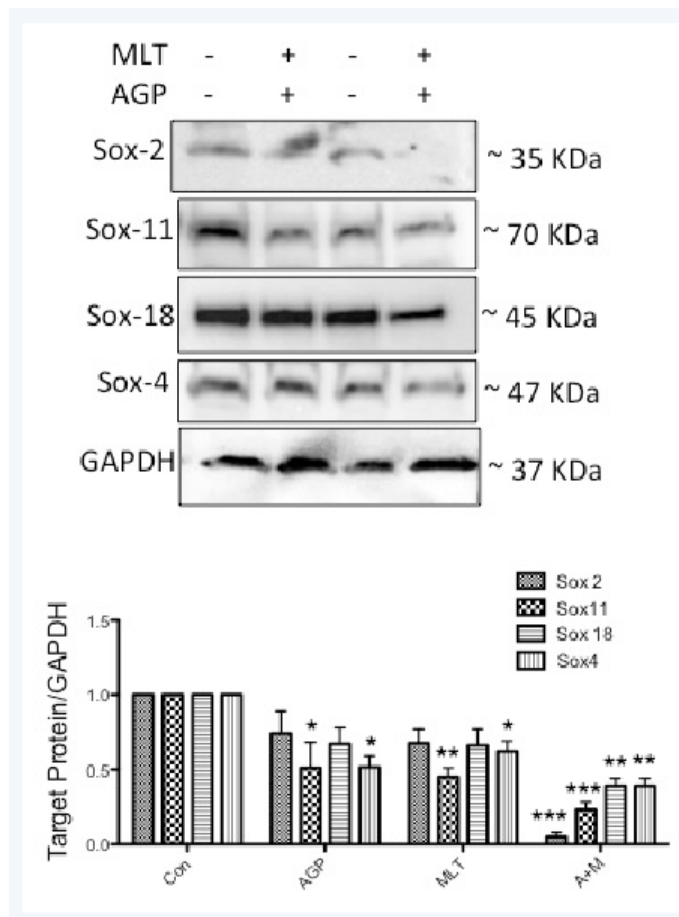 MLT - + - +
AGP - + - +
Sox-2 ~ 35 KDa
Sox-11 ~ 70 KDa
Sox-18 ~ 45 KDa
Sox-4 ~ 47 KDa
GAPDH ~ 37 KDa
Sox 2
Sox11
Sox 18
Sox4
Target Protein/GAPDH
1.5
1.0
0.5
0.0
* * ** * *** *** ** **
Con AGP MLT A+M